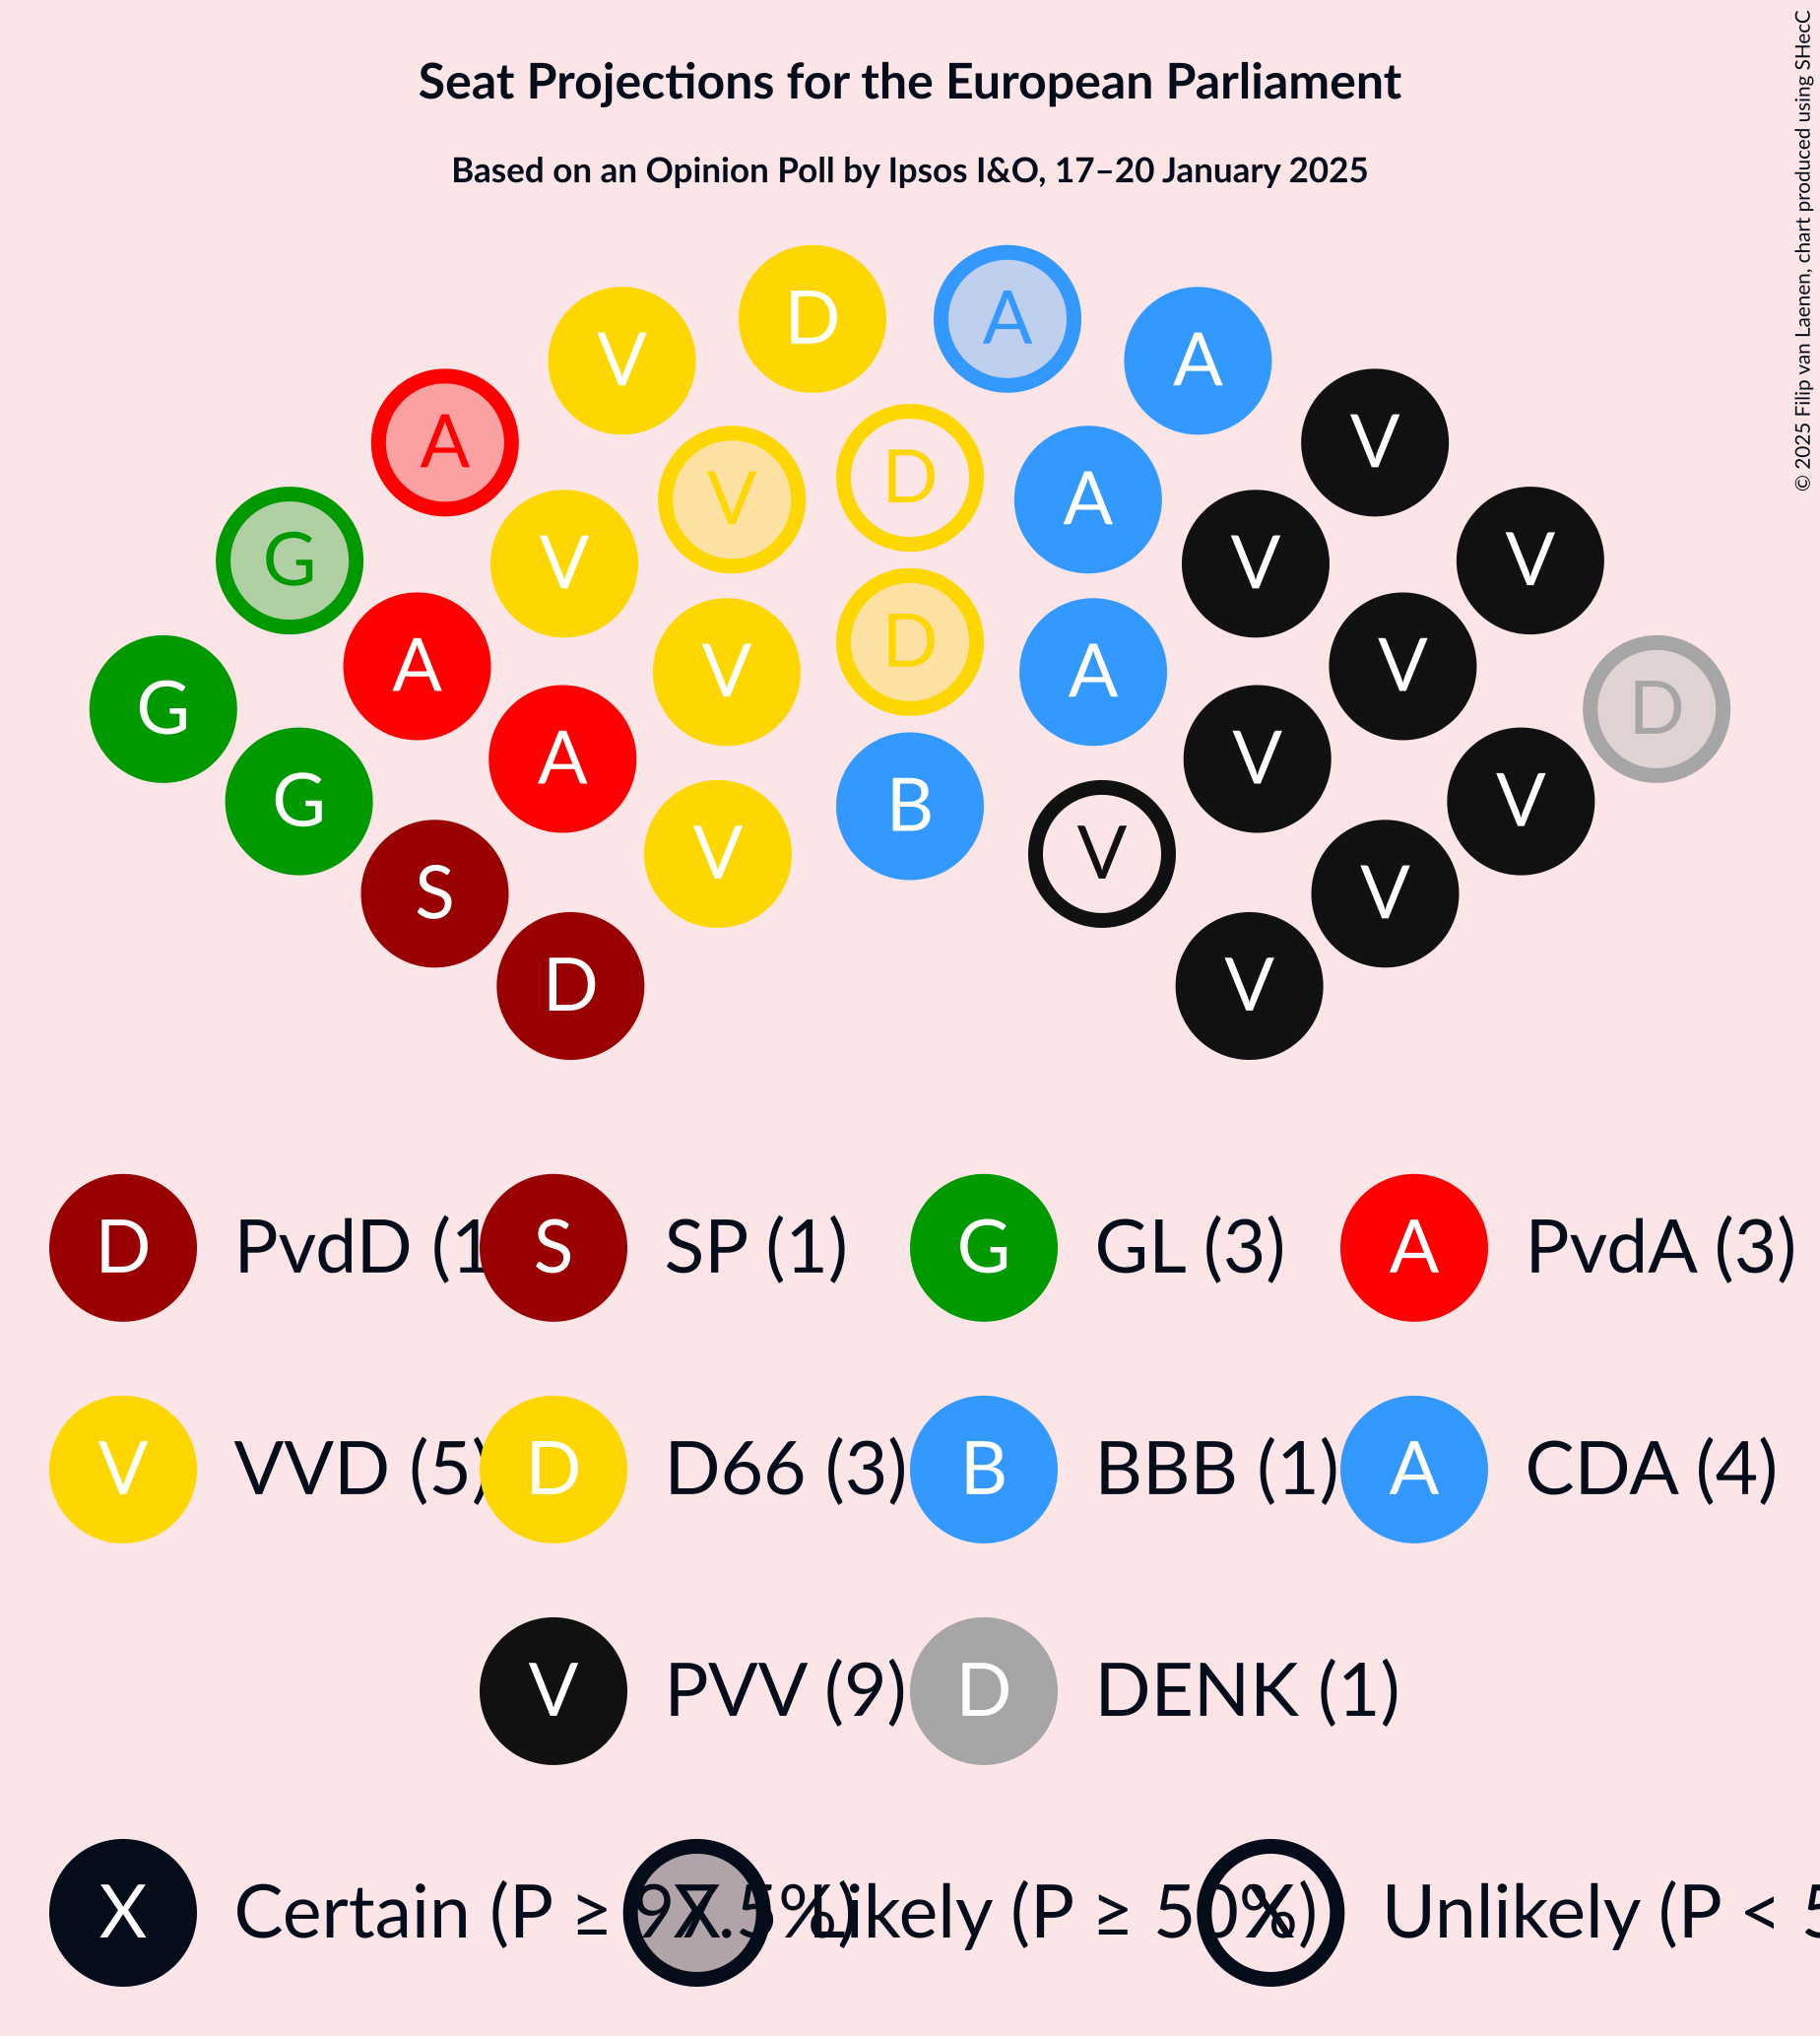 Seat Projections for the European Parliament
Based on an Opinion Poll by Ipsos I&O, 17–20 January 2025
© 2025 Filip van Laenen, chart produced using SHecC
D A
V A
A V
D
V A
G V V V
D
A V
V A
G D
A V
G V
B
V V
S V
D V
D PvdD (1 S SP (1) G GL (3) A PvdA (3)
V VVD (5) D D66 (3) B BBB (1) A CDA (4)
V PVV (9) D DENK (1)
X Certain (P ≥ 97.5%) X Likely (P ≥ 50%) X Unlikely (P < 5